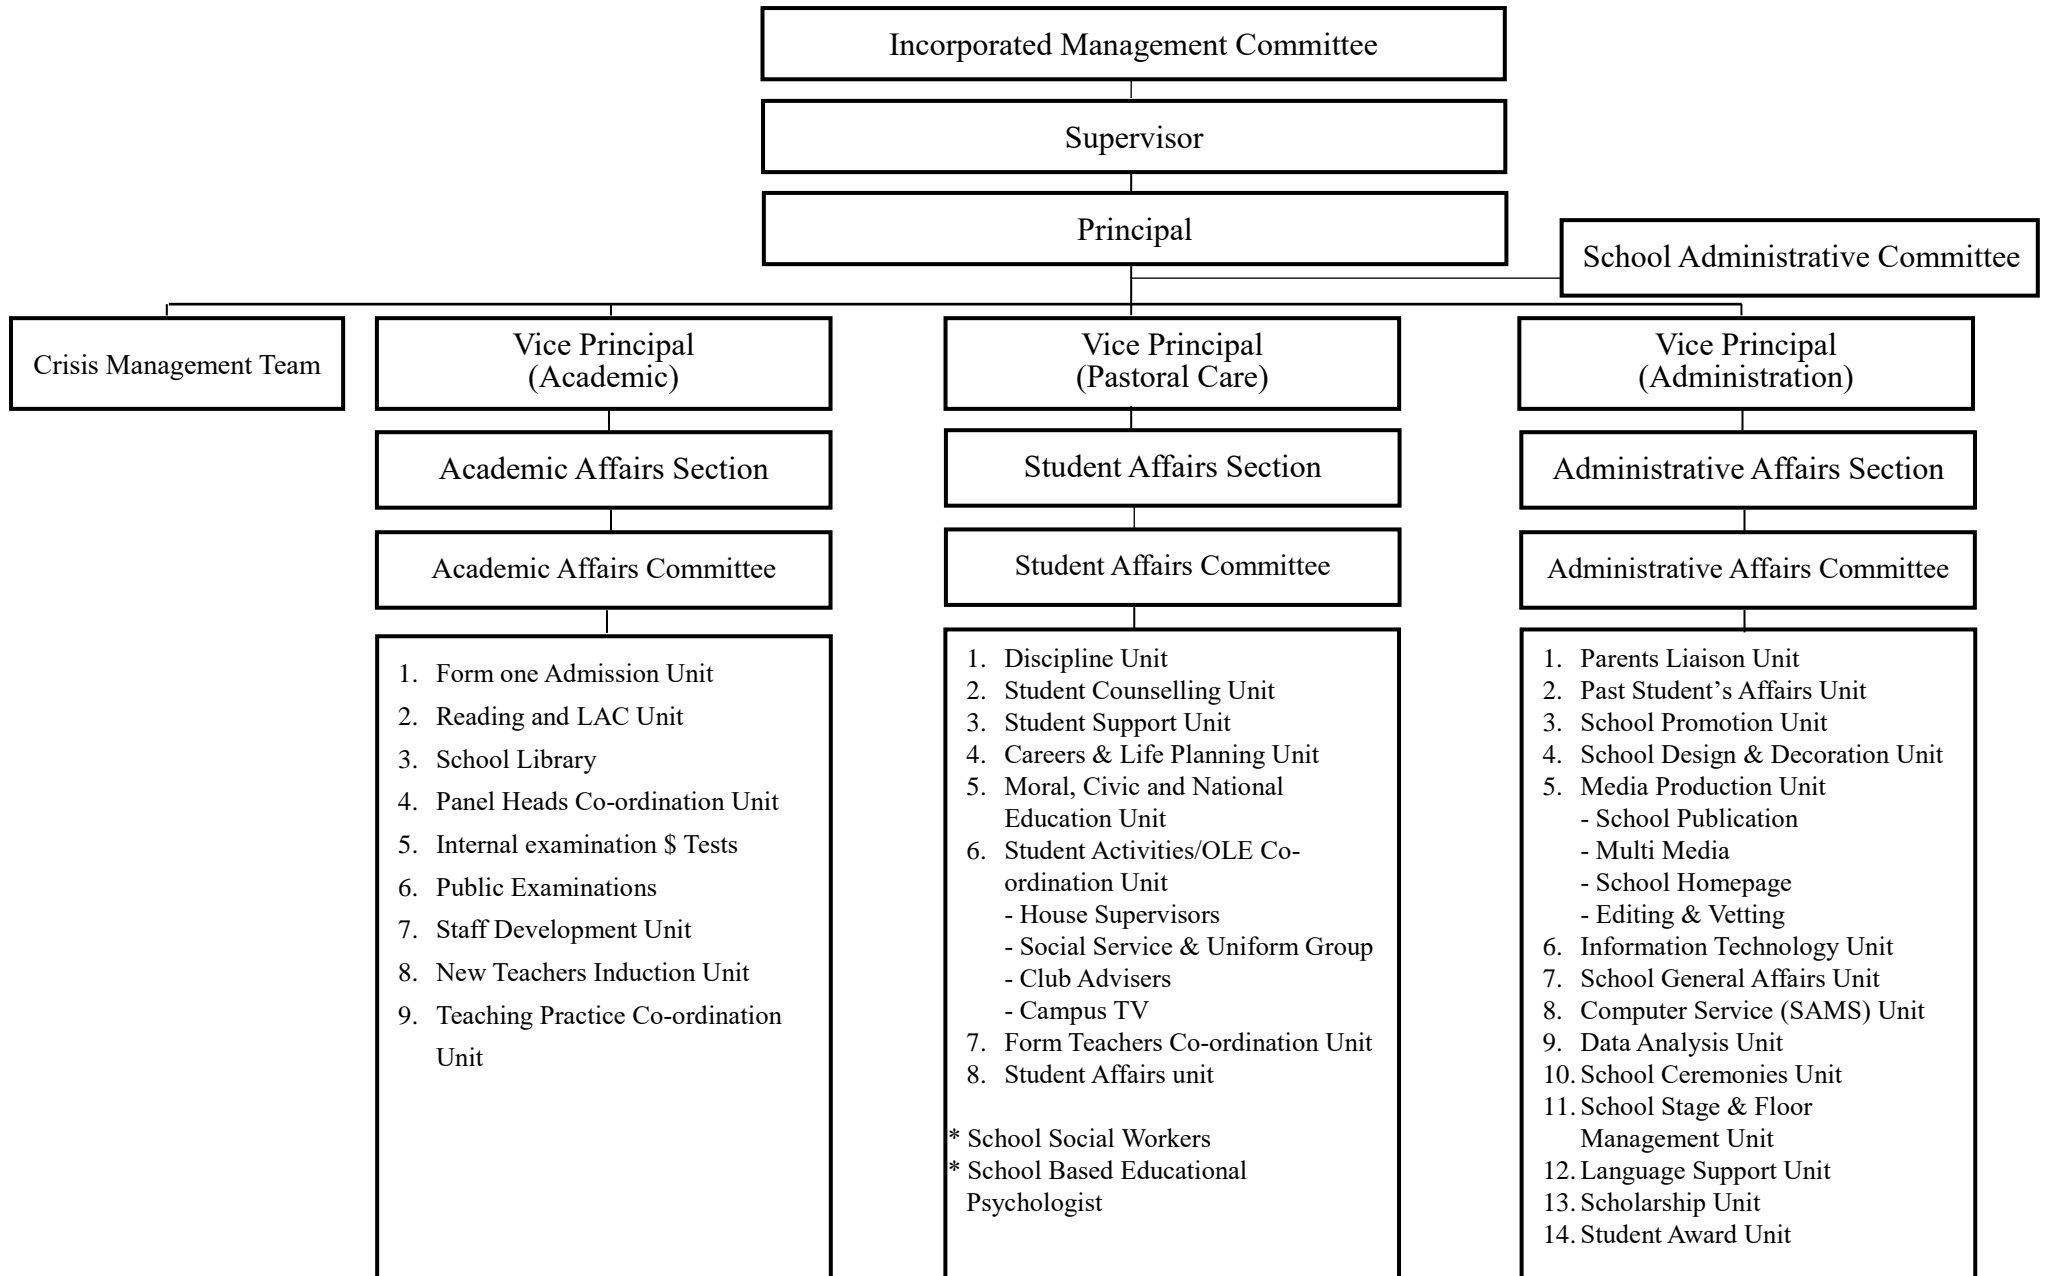 Incorporated Management Committee
Supervisor
Principal
School Administrative Committee
Crisis Management Team
Vice Principal
(Academic)
Vice Principal
(Pastoral Care)
Vice Principal
(Administration)
Academic Affairs Section
Student Affairs Section
Administrative Affairs Section
Academic Affairs Committee
Student Affairs Committee
Administrative Affairs Committee
1. Form one Admission Unit
2. Reading and LAC Unit
3. School Library
4. Panel Heads Co-ordination Unit
5. Internal examination $ Tests
6. Public Examinations
7. Staff Development Unit
8. New Teachers Induction Unit
9. Teaching Practice Co-ordination
Unit
1. Discipline Unit
2. Student Counselling Unit
3. Student Support Unit
4. Careers & Life Planning Unit
5. Moral, Civic and National
Education Unit
6. Student Activities/OLE Co-
ordination Unit
- House Supervisors
- Social Service & Uniform Group
- Club Advisers
- Campus TV
7. Form Teachers Co-ordination Unit
8. Student Affairs unit
* School Social Workers
* School Based Educational
Psychologist
1. Parents Liaison Unit
2. Past Student’s Affairs Unit
3. School Promotion Unit
4. School Design & Decoration Unit
5. Media Production Unit
- School Publication
- Multi Media
- School Homepage
- Editing & Vetting
6. Information Technology Unit
7. School General Affairs Unit
8. Computer Service (SAMS) Unit
9. Data Analysis Unit
10. School Ceremonies Unit
11. School Stage & Floor
Management Unit
12. Language Support Unit
13. Scholarship Unit
14. Student Award Unit